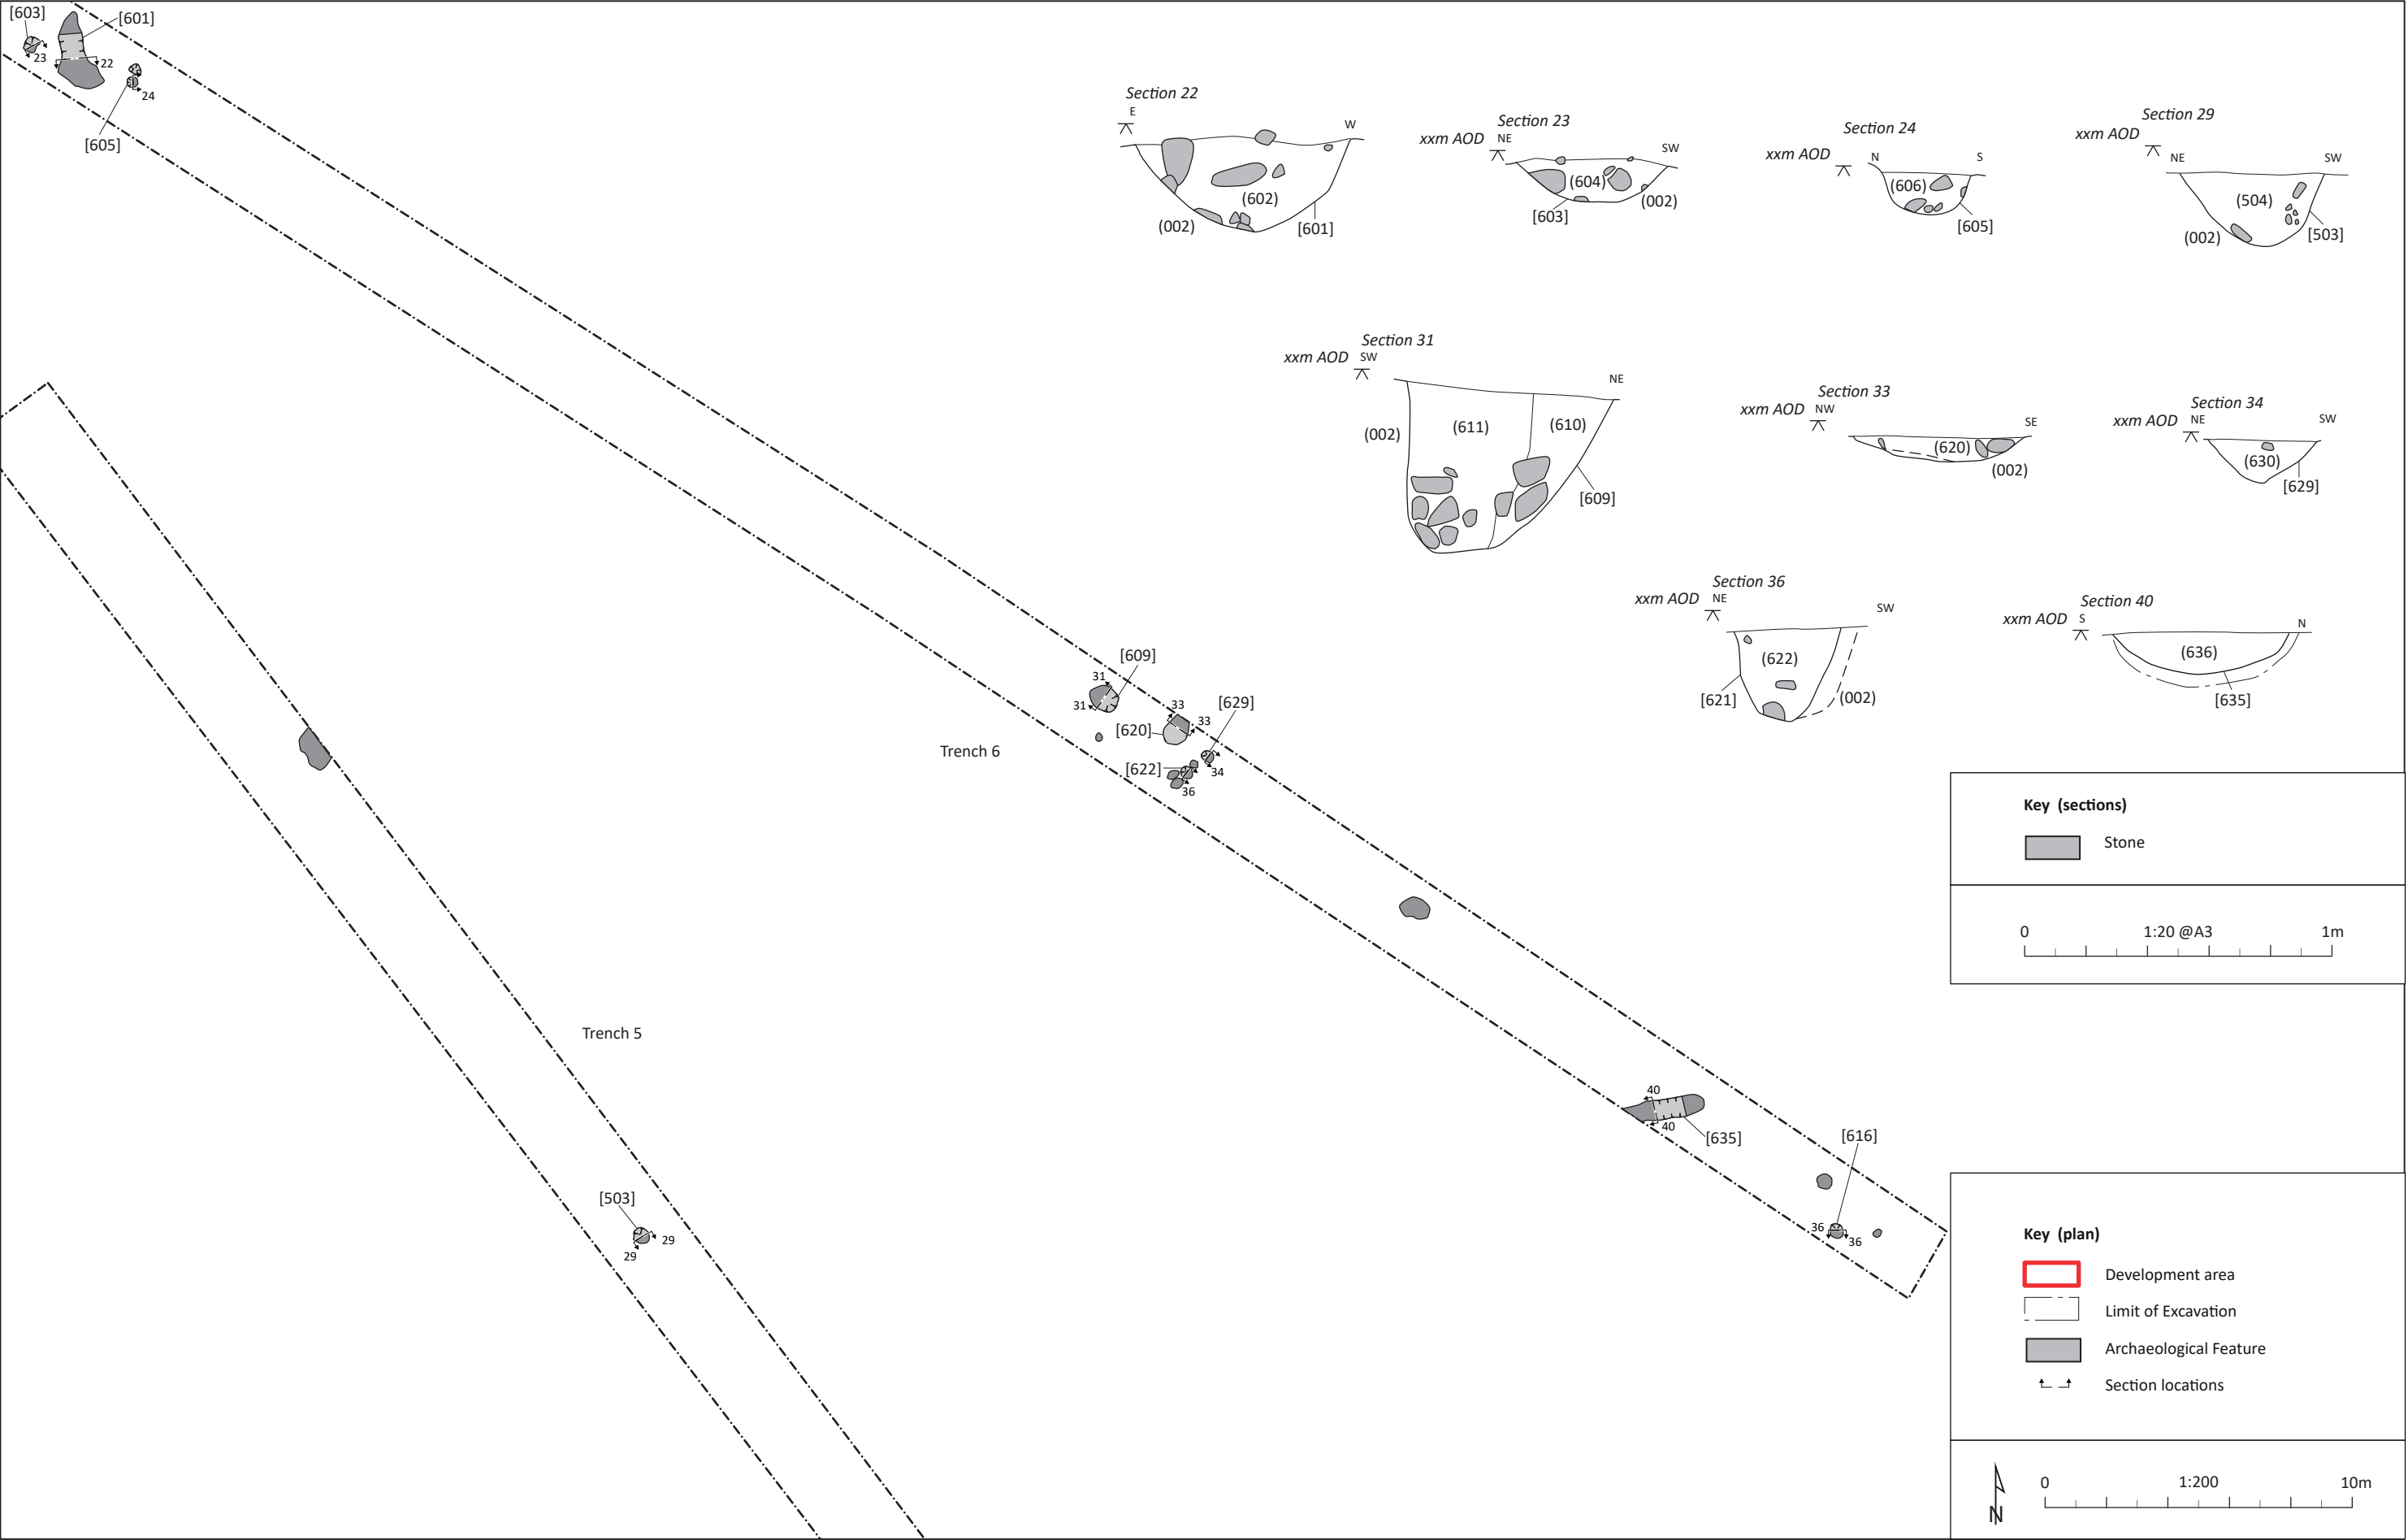 [603]
[601]
23
22
24
[605]
Section 22
E
W
(602)
(002)
[601]
Section 23
xxm AOD
NE
SW
(604)
(002)
[603]
Section 24
xxm AOD
N
S
(606)
[605]
Section 29
xxm AOD
NE
SW
(504)
(002)
[503]
Section 31
xxm AOD
SW
NE
(002)
(611)
(610)
[609]
Section 33
xxm AOD
NW
SE
(620)
(002)
Section 34
xxm AOD
NE
SW
(630)
[629]
Section 36
xxm AOD
NE
SW
(622)
[621]
(002)
Section 40
xxm AOD
S
N
(636)
[635]
[609]
31
31
33
33
[629]
[620]
[622]
34
36
Trench 6
Trench 5
40
40
[635]
[616]
36
36
[503]
29
29
Key (sections)
Stone
0 1:20 @A3 1m
Key (plan)
Development area
Limit of Excavation
Archaeological Feature
Section locations
N
0 1:200 10m